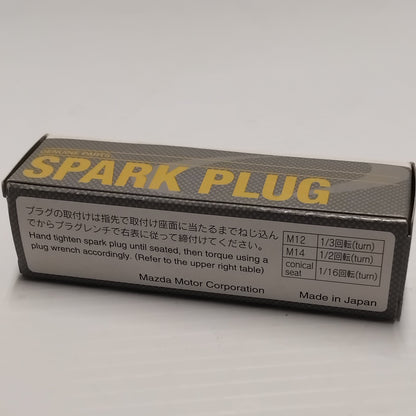 GENUINE PARTS
SPARK PLUG
プラグの取付けは指先で取付け座面に当たるまでねじ込ん
でからプラグレンチで右表に従って締付けてください。
Hand tighten spark plug until seated, then torque using a
plug wrench accordingly. (Refer to the upper right table)
M12 1/3回転(turn)
M14 1/2回転(turn)
conical seat 1/16回転(turn)
Mazda Motor Corporation
Made in Japan